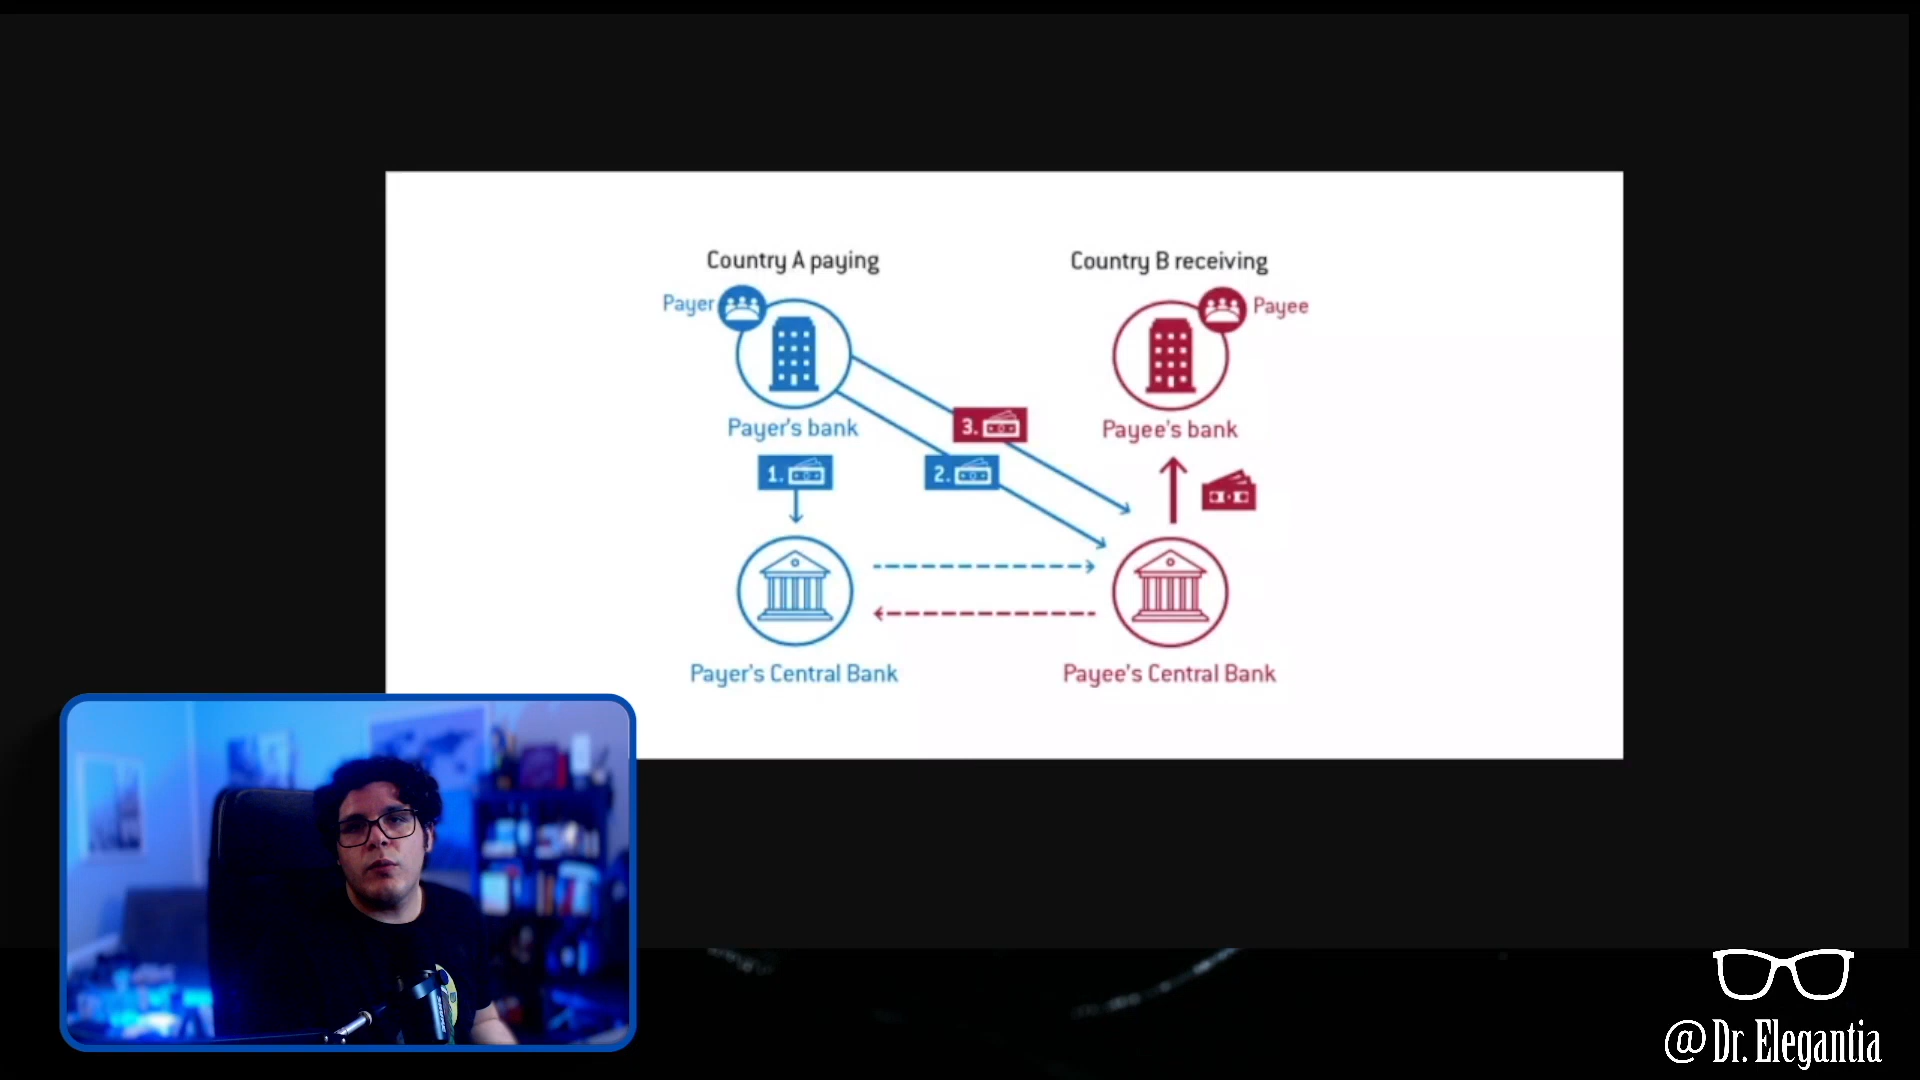 Country A paying
Country B receiving
Payer
Payee
Payer's bank
Payee's bank
3.
1.
2.
Payer's Central Bank
Payee's Central Bank
@ Dr. Elegantia